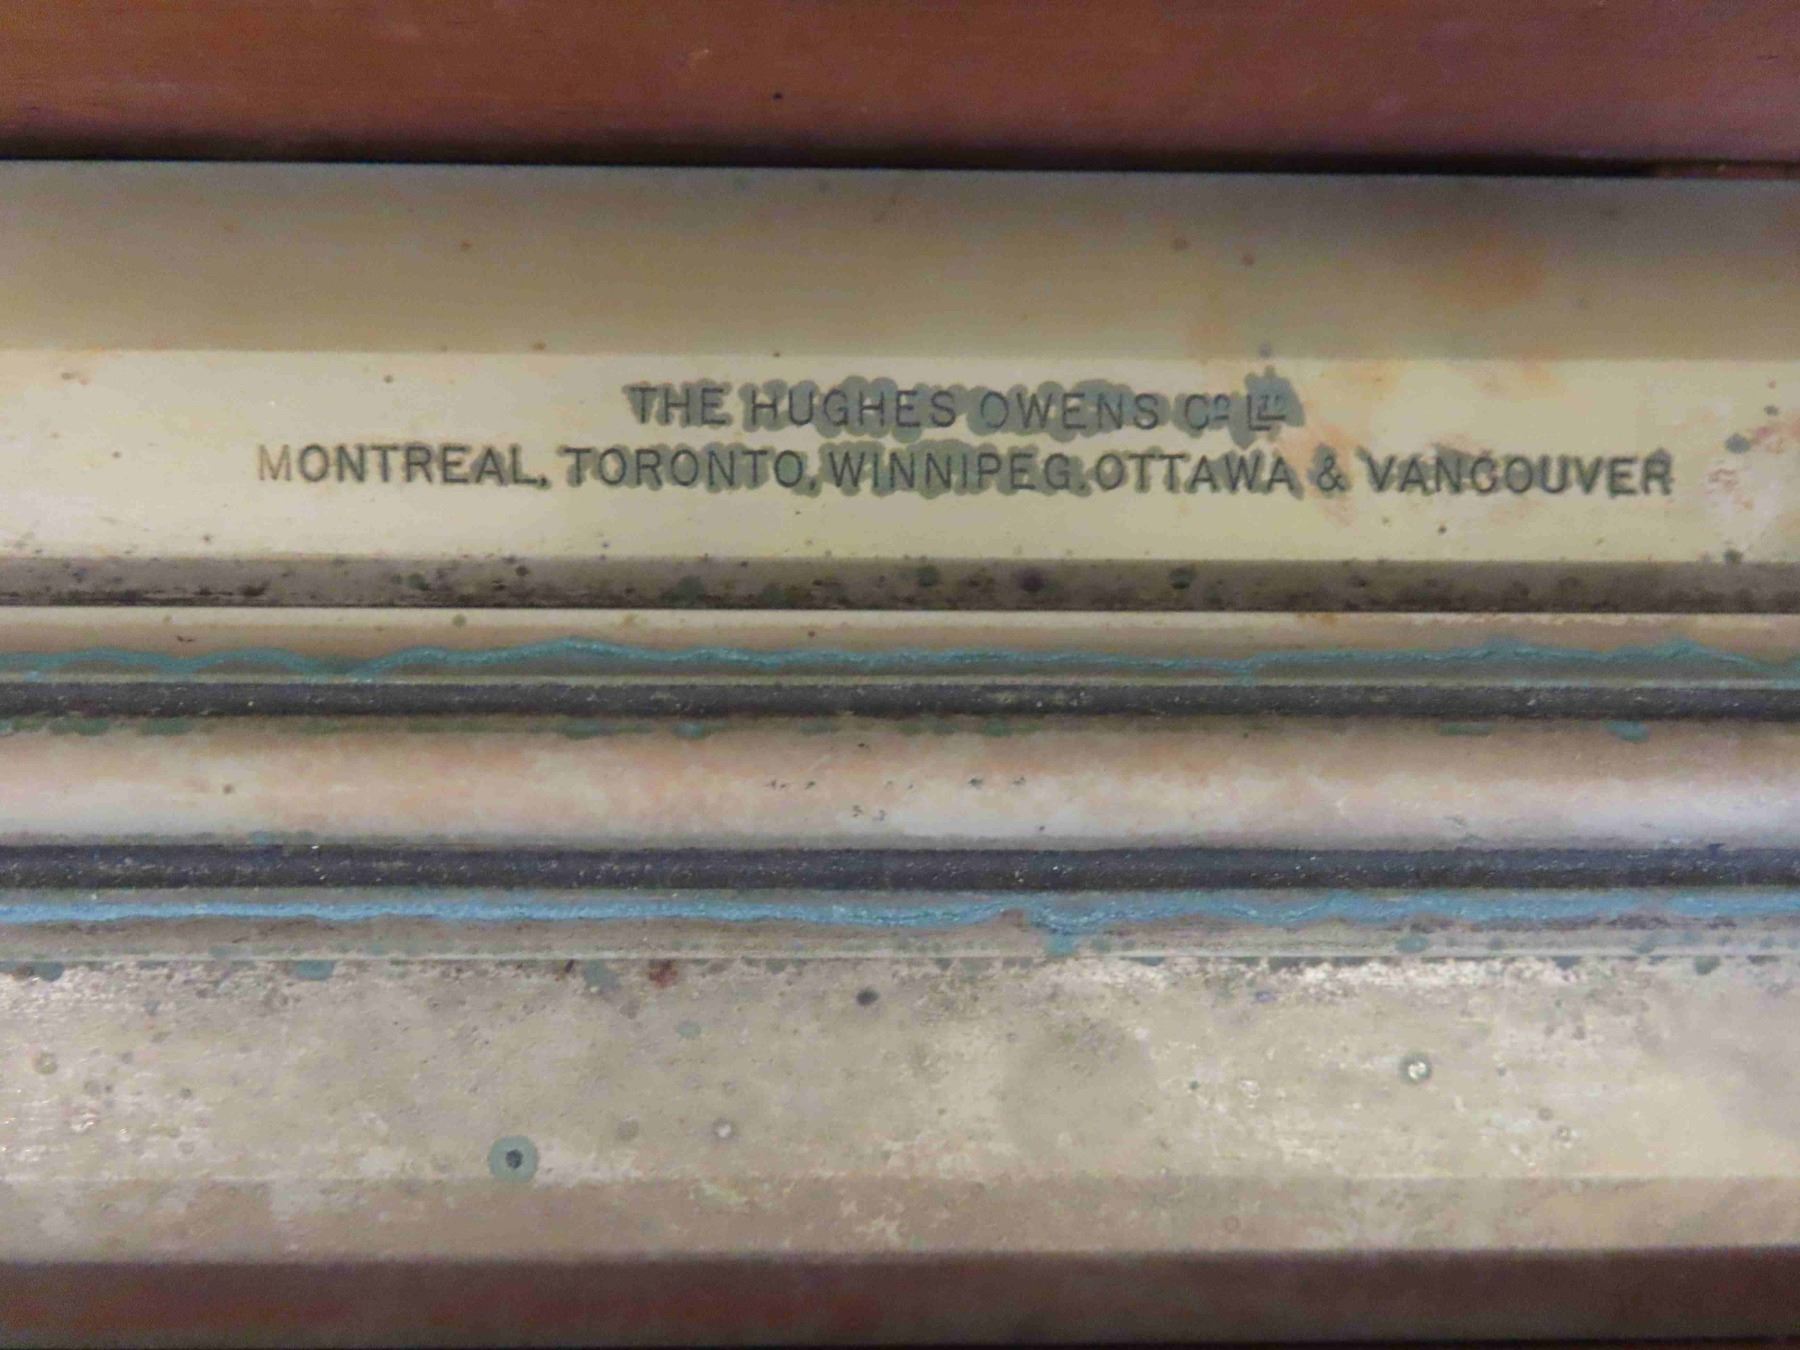 THE HUGHES OWENS Cº Lᵀᴰ
MONTREAL, TORONTO, WINNIPEG, OTTAWA & VANCOUVER